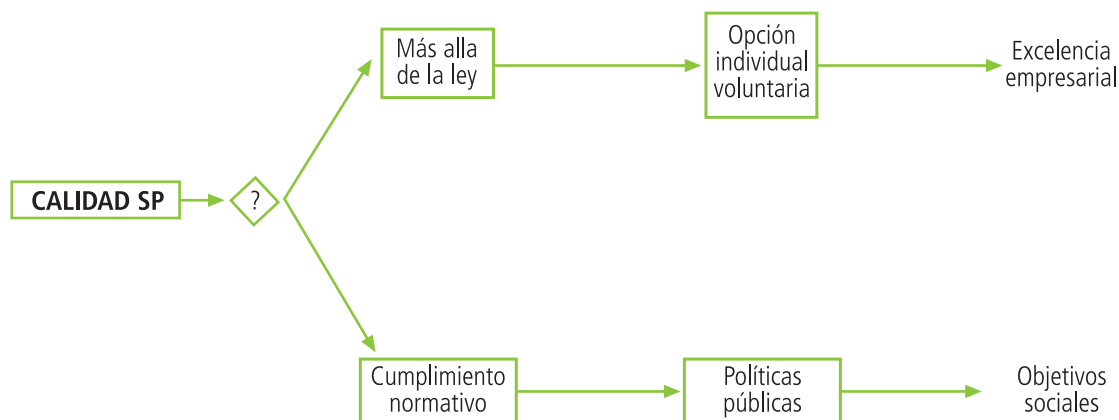 Más alla
de la ley
Opción
individual
voluntaria
Excelencia
empresarial
CALIDAD SP
?
Cumplimiento
normativo
Políticas
públicas
Objetivos
sociales